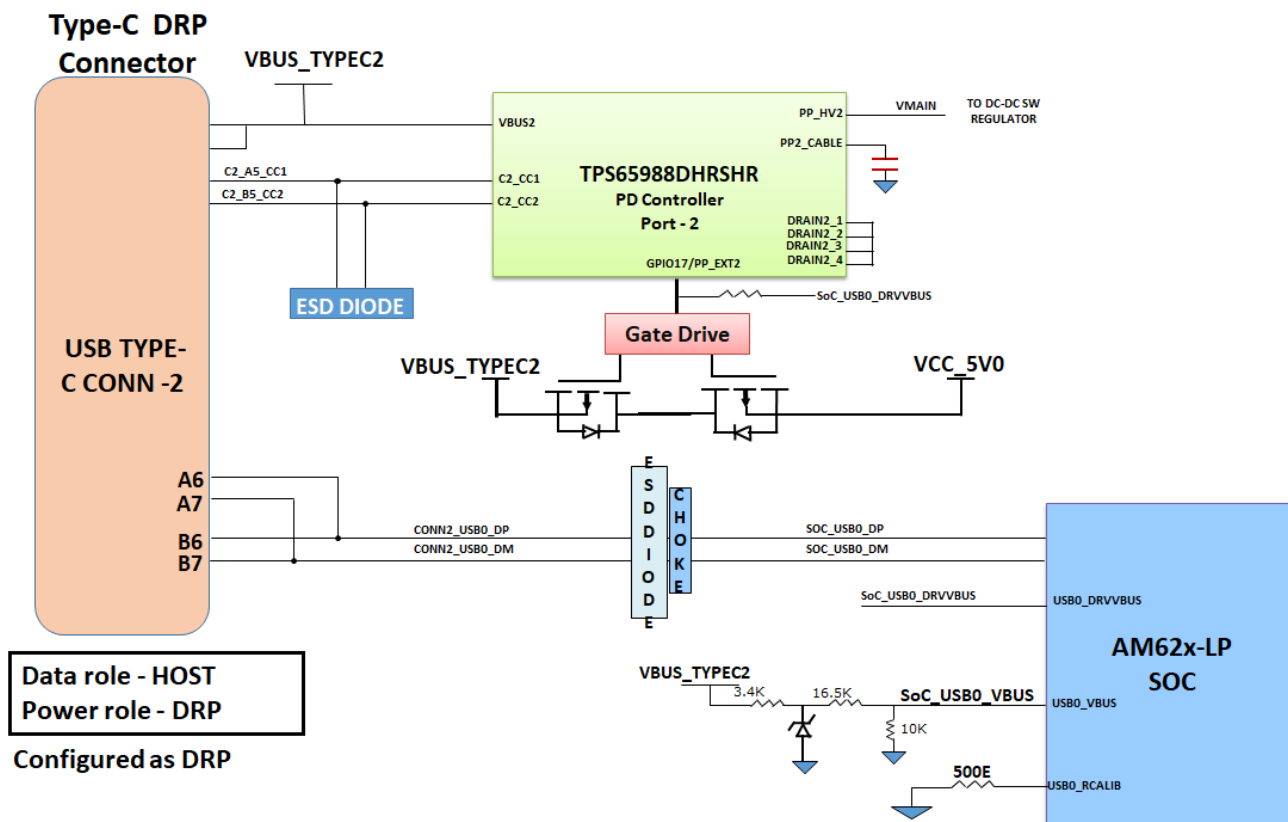 Type-C DRP
Connector
VBUS_TYPEC2
VBUS2
PP_HV2
VMAIN
TO DC-DC SW
REGULATOR
PP2_CABLE
C2_A5_CC1
C2_CC1
C2_B5_CC2
C2_CC2
TPS65988DHRSHR
PD Controller
Port - 2
DRAIN2_1
DRAIN2_2
DRAIN2_3
DRAIN2_4
GPIO17/PP_EXT2
SoC_USB0_DRVVBUS
ESD DIODE
Gate Drive
USB TYPE-
C CONN -2
VBUS_TYPEC2
VCC_5V0
A6
A7
B6
B7
CONN2_USB0_DP
CONN2_USB0_DM
ESDDIODE
CHOKE
SOC_USB0_DP
SOC_USB0_DM
SoC_USB0_DRVVBUS
USB0_DRVVBUS
AM62x-LP
SOC
Data role - HOST
Power role - DRP
Configured as DRP
VBUS_TYPEC2
3.4K
16.5K
SoC_USB0_VBUS
USB0_VBUS
10K
500E
USB0_RCALIB